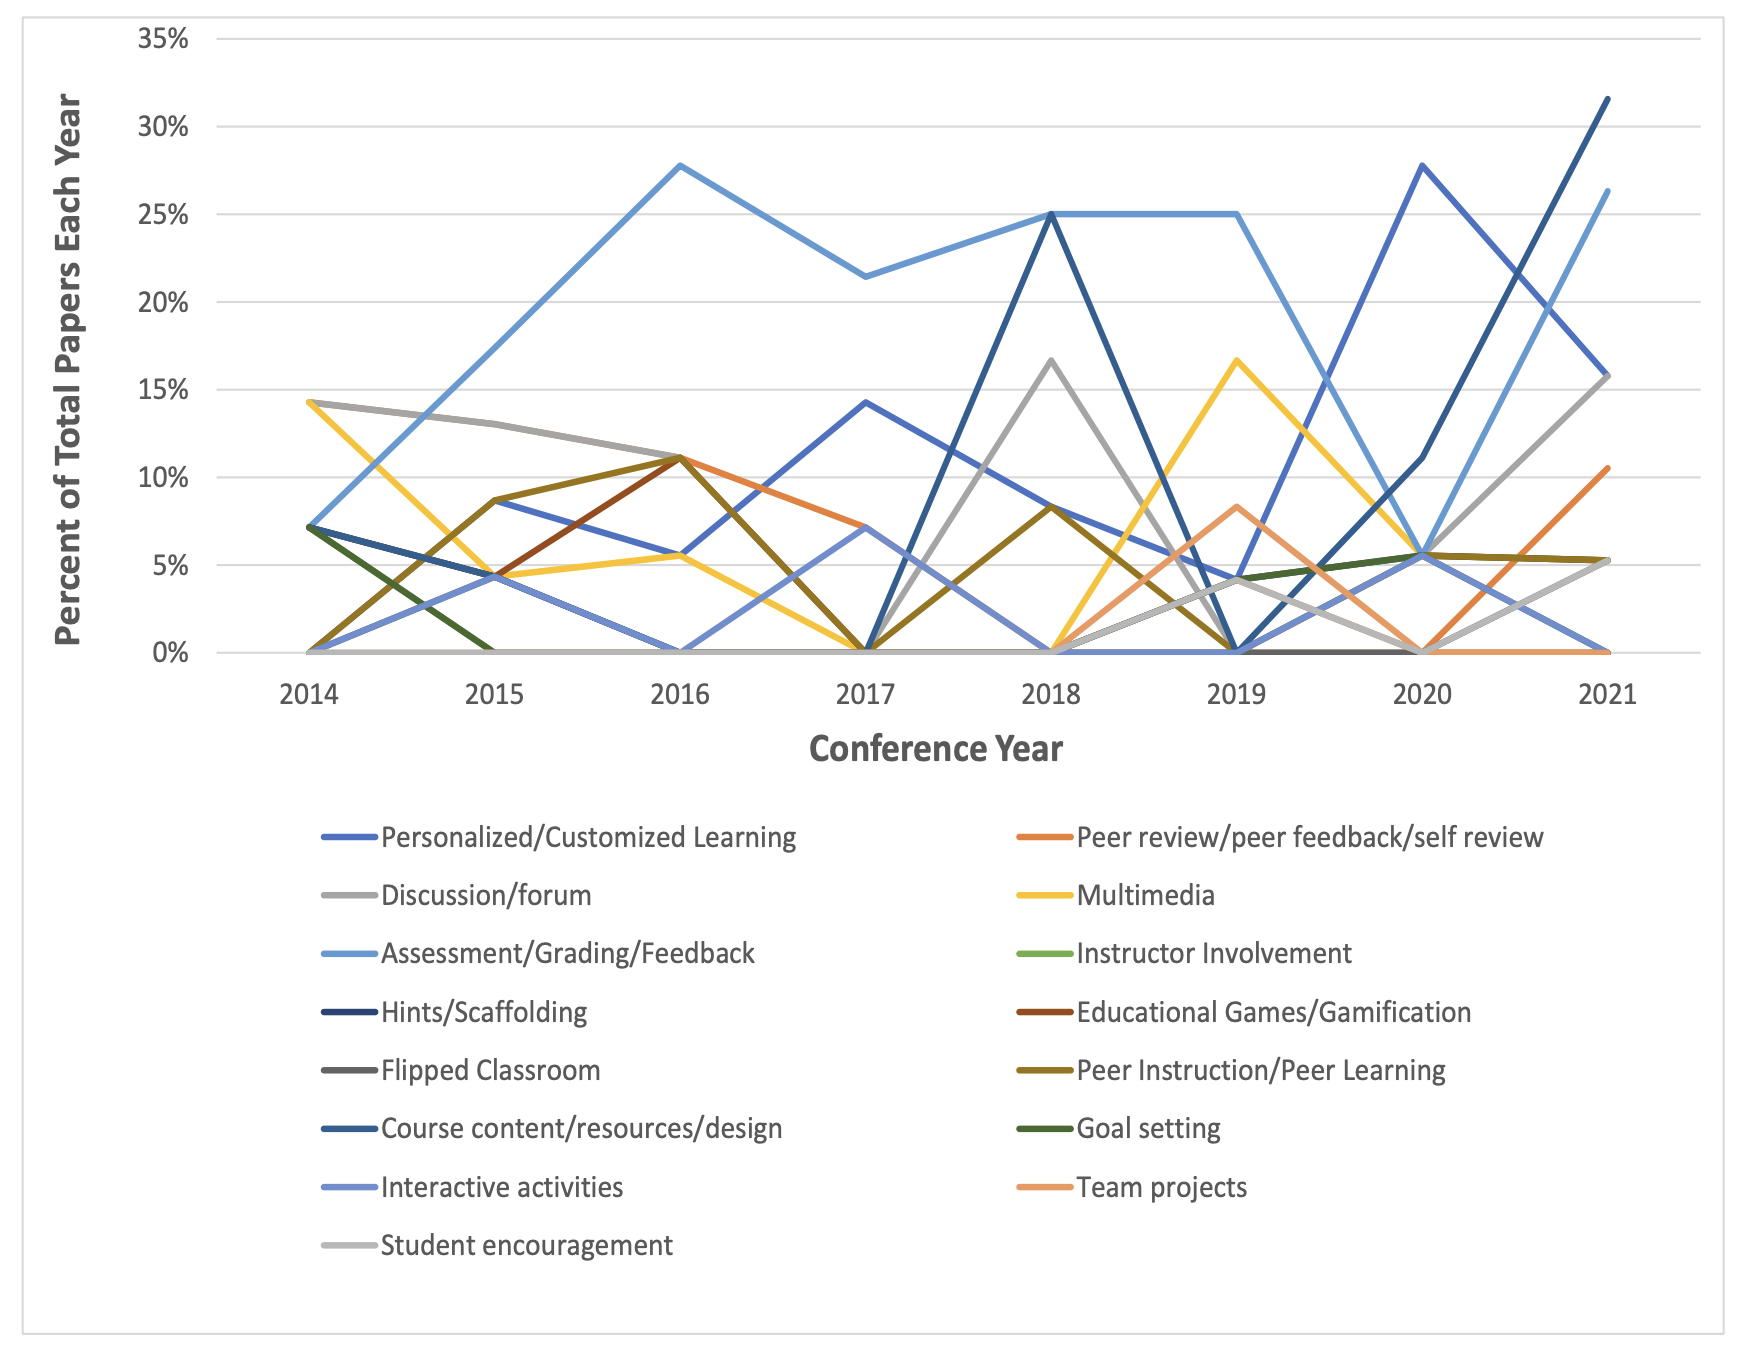 35%
30%
25%
20%
15%
10%
5%
0%
Percent of Total Papers Each Year
2014 2015 2016 2017 2018 2019 2020 2021
Conference Year
Personalized/Customized Learning Peer review/peer feedback/self review
Discussion/forum Multimedia
Assessment/Grading/Feedback Instructor Involvement
Hints/Scaffolding Educational Games/Gamification
Flipped Classroom Peer Instruction/Peer Learning
Course content/resources/design Goal setting
Interactive activities Team projects
Student encouragement